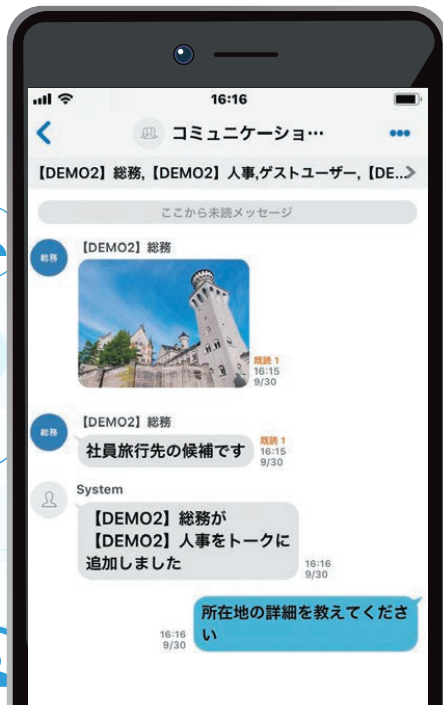 16:16
コミュニケーショ…
【DEMO2】総務,【DEMO2】人事,ゲストユーザー,【DE...
ここから未読メッセージ
【DEMO2】総務
総務
既読 1
16:15
9/30
【DEMO2】総務
総務
社員旅行先の候補です
既読 1
16:15
9/30
System
【DEMO2】総務が
【DEMO2】人事をトークに
追加しました
16:16
9/30
所在地の詳細を教えてくださ
い
16:16
9/30